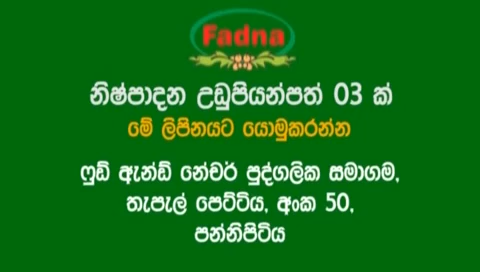 Fadna
නිෂ්පාදන උඩුපියන්පත් 03 ක්
මේ ලිපිනයට යොමුකරන්න
ෆුඩ් ඇන්ඩ් නේචර් පුද්ගලික සමාගම,
තැපැල් පෙට්ටිය, අංක 50,
පන්නිපිටිය